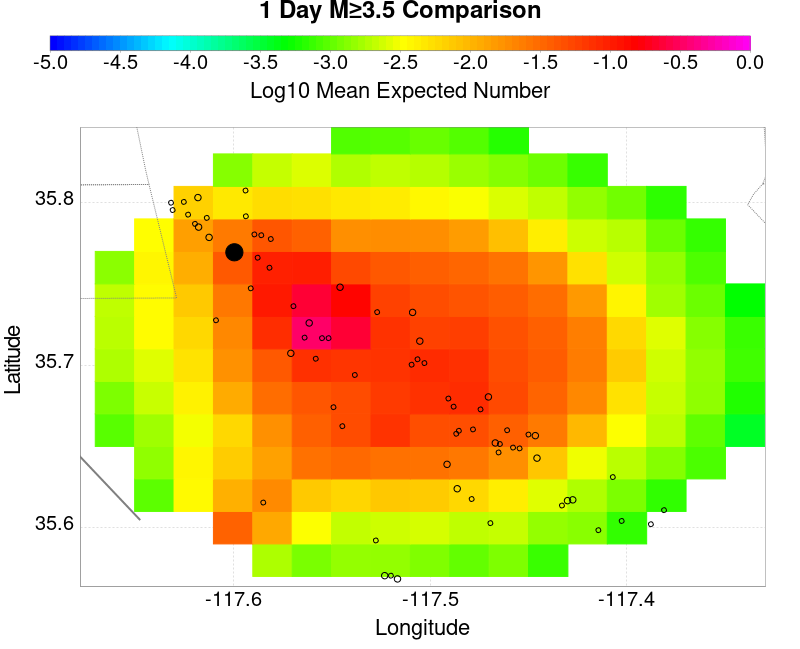 1 Day M≥3.5 Comparison
-5.0 -4.5 -4.0 -3.5 -3.0 -2.5 -2.0 -1.5 -1.0 -0.5 0.0
Log10 Mean Expected Number
35.8
35.7
35.6
Latitude
-117.6 -117.5 -117.4
Longitude